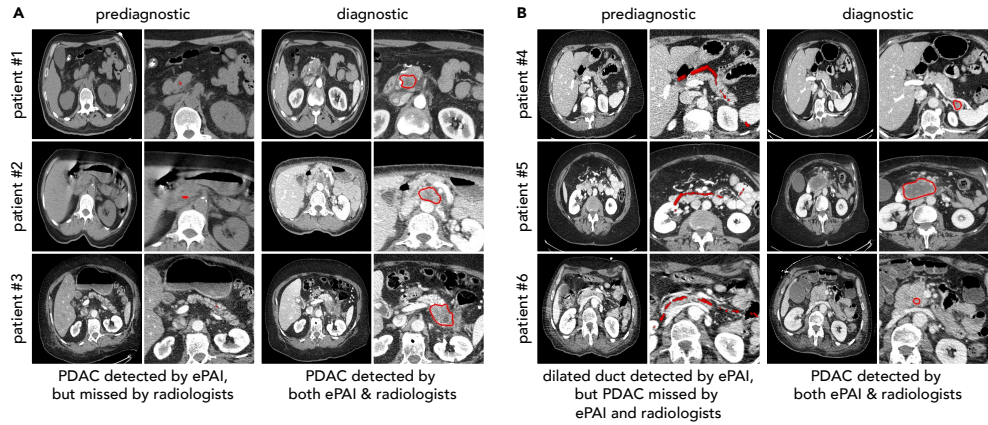 A
prediagnostic
diagnostic
patient #1
patient #2
patient #3
PDAC detected by ePAI,
but missed by radiologists
PDAC detected by
both ePAI & radiologists
B
prediagnostic
diagnostic
patient #4
patient #5
patient #6
dilated duct detected by ePAI,
but PDAC missed by
ePAI and radiologists
PDAC detected by
both ePAI & radiologists